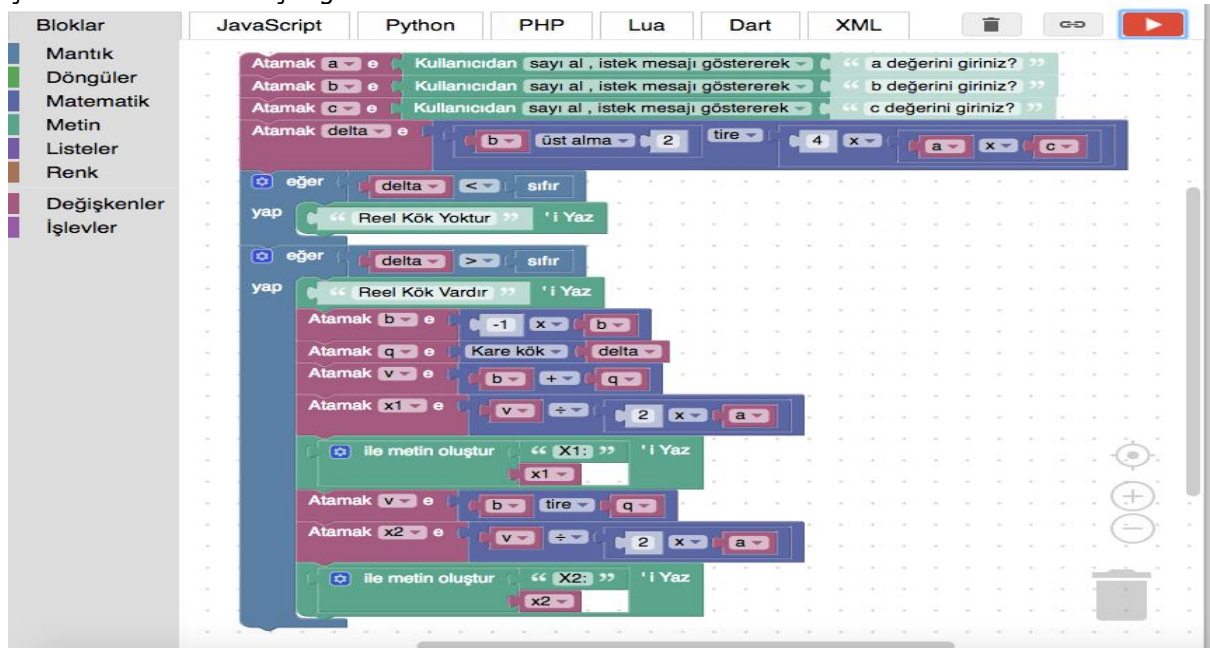 Bloklar JavaScript Python PHP Lua Dart XML
Mantık
Döngüler
Matematik
Metin
Listeler
Renk
Değişkenler
İşlevler
Atamak a e Kullanıcıdan sayı al , istek mesajı göstererek “ a değerini giriniz? ”
Atamak b e Kullanıcıdan sayı al , istek mesajı göstererek “ b değerini giriniz? ”
Atamak c e Kullanıcıdan sayı al , istek mesajı göstererek “ c değerini giriniz? ”
Atamak delta e b üst alma 2 tire 4 x a x c
eğer delta < sıfır
yap “ Reel Kök Yoktur ” 'i Yaz
eğer delta > sıfır
yap “ Reel Kök Vardır ” 'i Yaz
Atamak b e -1 x b
Atamak q e Kare kök delta
Atamak v e b + q
Atamak x1 e v ÷ 2 x a
ile metin oluştur “ X1: ” 'i Yaz
x1
Atamak v e b tire q
Atamak x2 e v ÷ 2 x a
ile metin oluştur “ X2: ” 'i Yaz
x2